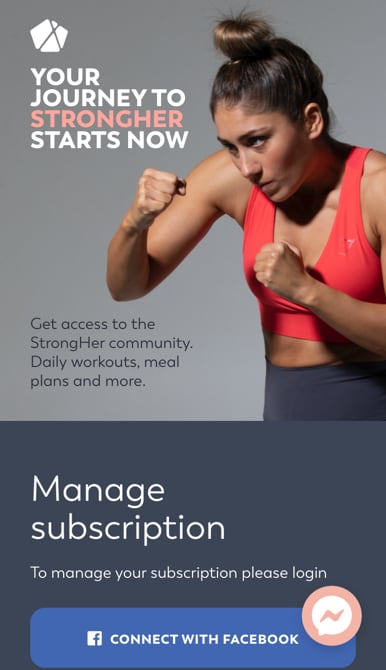 YOUR
JOURNEY TO
STRONGHER
STARTS NOW
Get access to the
StrongHer community.
Daily workouts, meal
plans and more.
Manage
subscription
To manage your subscription please login
CONNECT WITH FACEBOOK